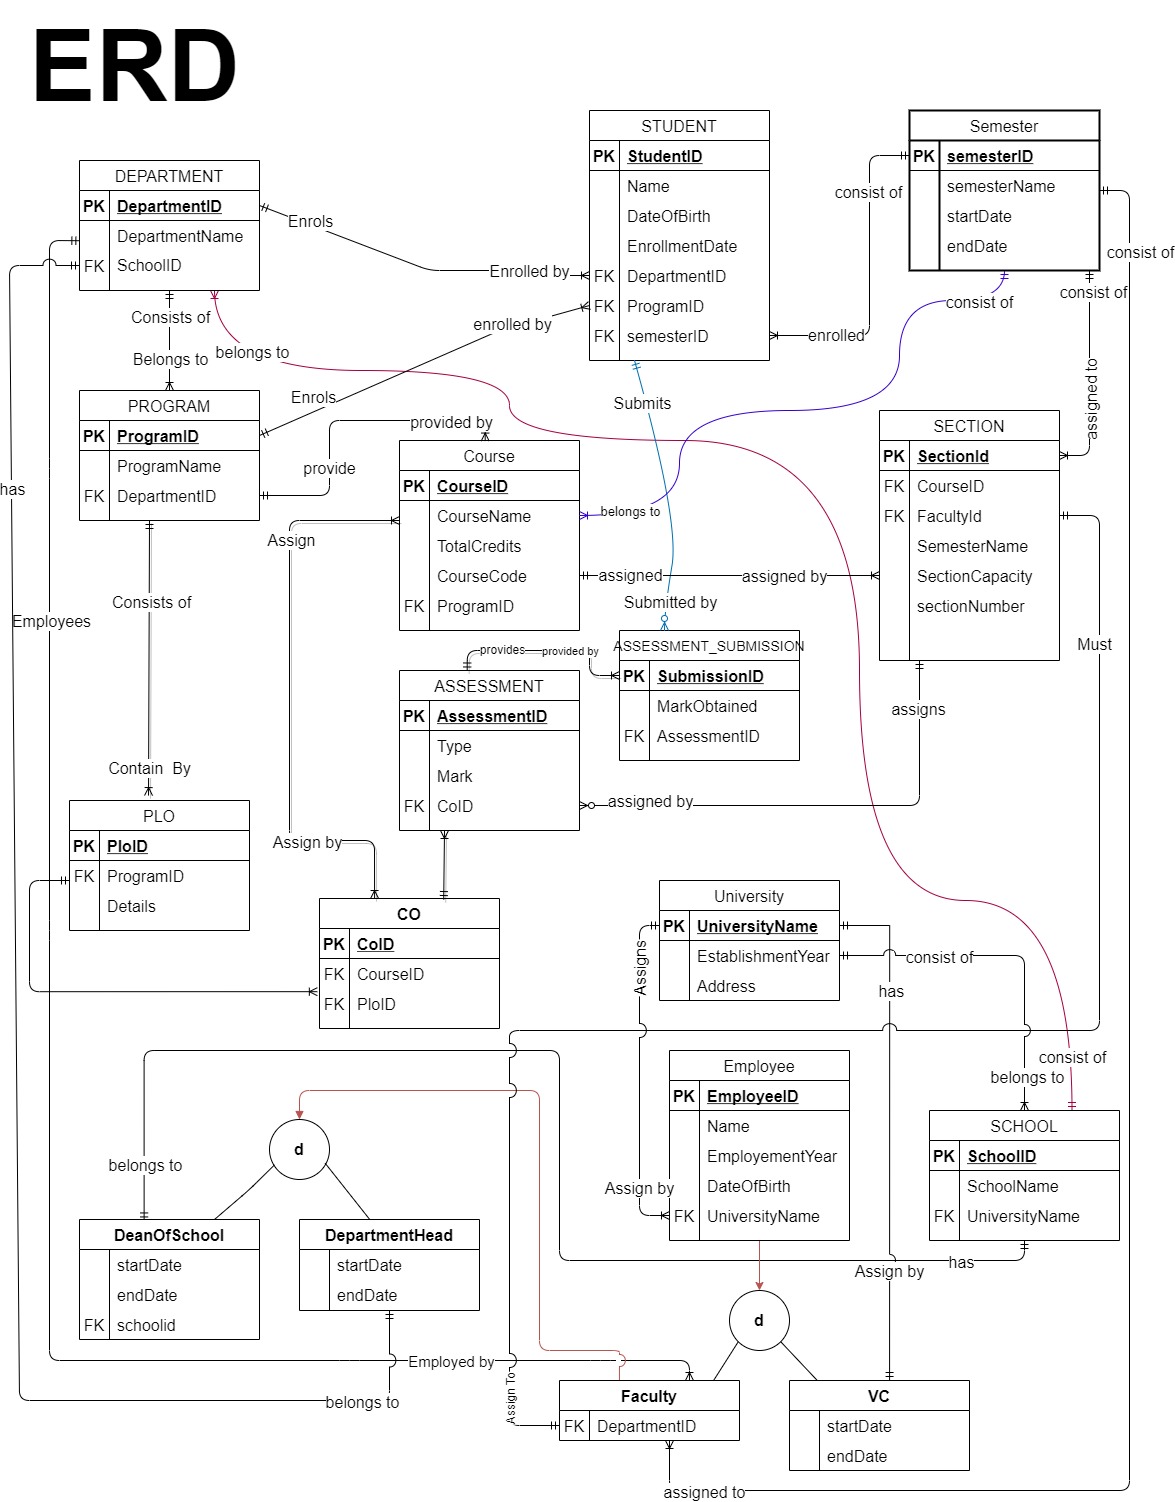 ERD
STUDENT
PK StudentID
Name
DateOfBirth
EnrollmentDate
FK DepartmentID
FK ProgramID
FK semesterID
Semester
PK semesterID
semesterName
startDate
endDate
DEPARTMENT
PK DepartmentID
DepartmentName
FK SchoolID
Enrols
Enrolled by
enrolled by
Enrols
consist of
enrolled
consist of
consist of
consist of
assigned to
Consists of
Belongs to
belongs to
PROGRAM
PK ProgramID
ProgramName
FK DepartmentID
provided by
provide
Submits
Submitted by
belongs to
Course
PK CourseID
CourseName
TotalCredits
CourseCode
FK ProgramID
SECTION
PK SectionId
FK CourseID
FK FacultyId
SemesterName
SectionCapacity
sectionNumber
has
Employees
Assign
assigned
assigned by
Consists of
Contain By
provides
provided by
ASSESSMENT_SUBMISSION
PK SubmissionID
MarkObtained
FK AssessmentID
ASSESSMENT
PK AssessmentID
Type
Mark
FK CoID
Must
assigns
assigned by
Assign by
PLO
PK PloID
FK ProgramID
Details
CO
PK CoID
FK CourseID
FK PloID
University
PK UniversityName
EstablishmentYear
Address
Assigns
has
consist of
consist of
belongs to
Employee
PK EmployeeID
Name
EmployementYear
DateOfBirth
FK UniversityName
Assign by
SCHOOL
PK SchoolID
SchoolName
FK UniversityName
has
Assign by
d
belongs to
DeanOfSchool
startDate
endDate
FK schoolid
DepartmentHead
startDate
endDate
d
Employed by
belongs to
Assign To
Faculty
FK DepartmentID
VC
startDate
endDate
assigned to